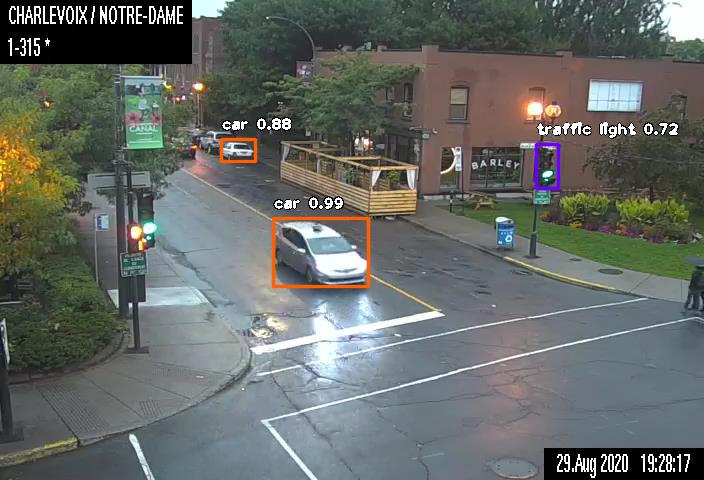 CHARLEVOIX / NOTRE-DAME
1-315 *
car 0.88
traffic light 0.72
CANAL
BARLEY
car 0.99
29.Aug 2020 19:28:17